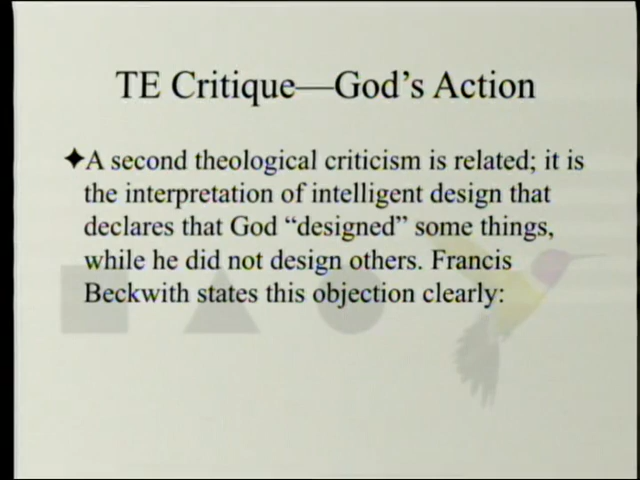 TE Critique—God's Action
✦A second theological criticism is related; it is
the interpretation of intelligent design that
declares that God “designed” some things,
while he did not design others. Francis
Beckwith states this objection clearly: